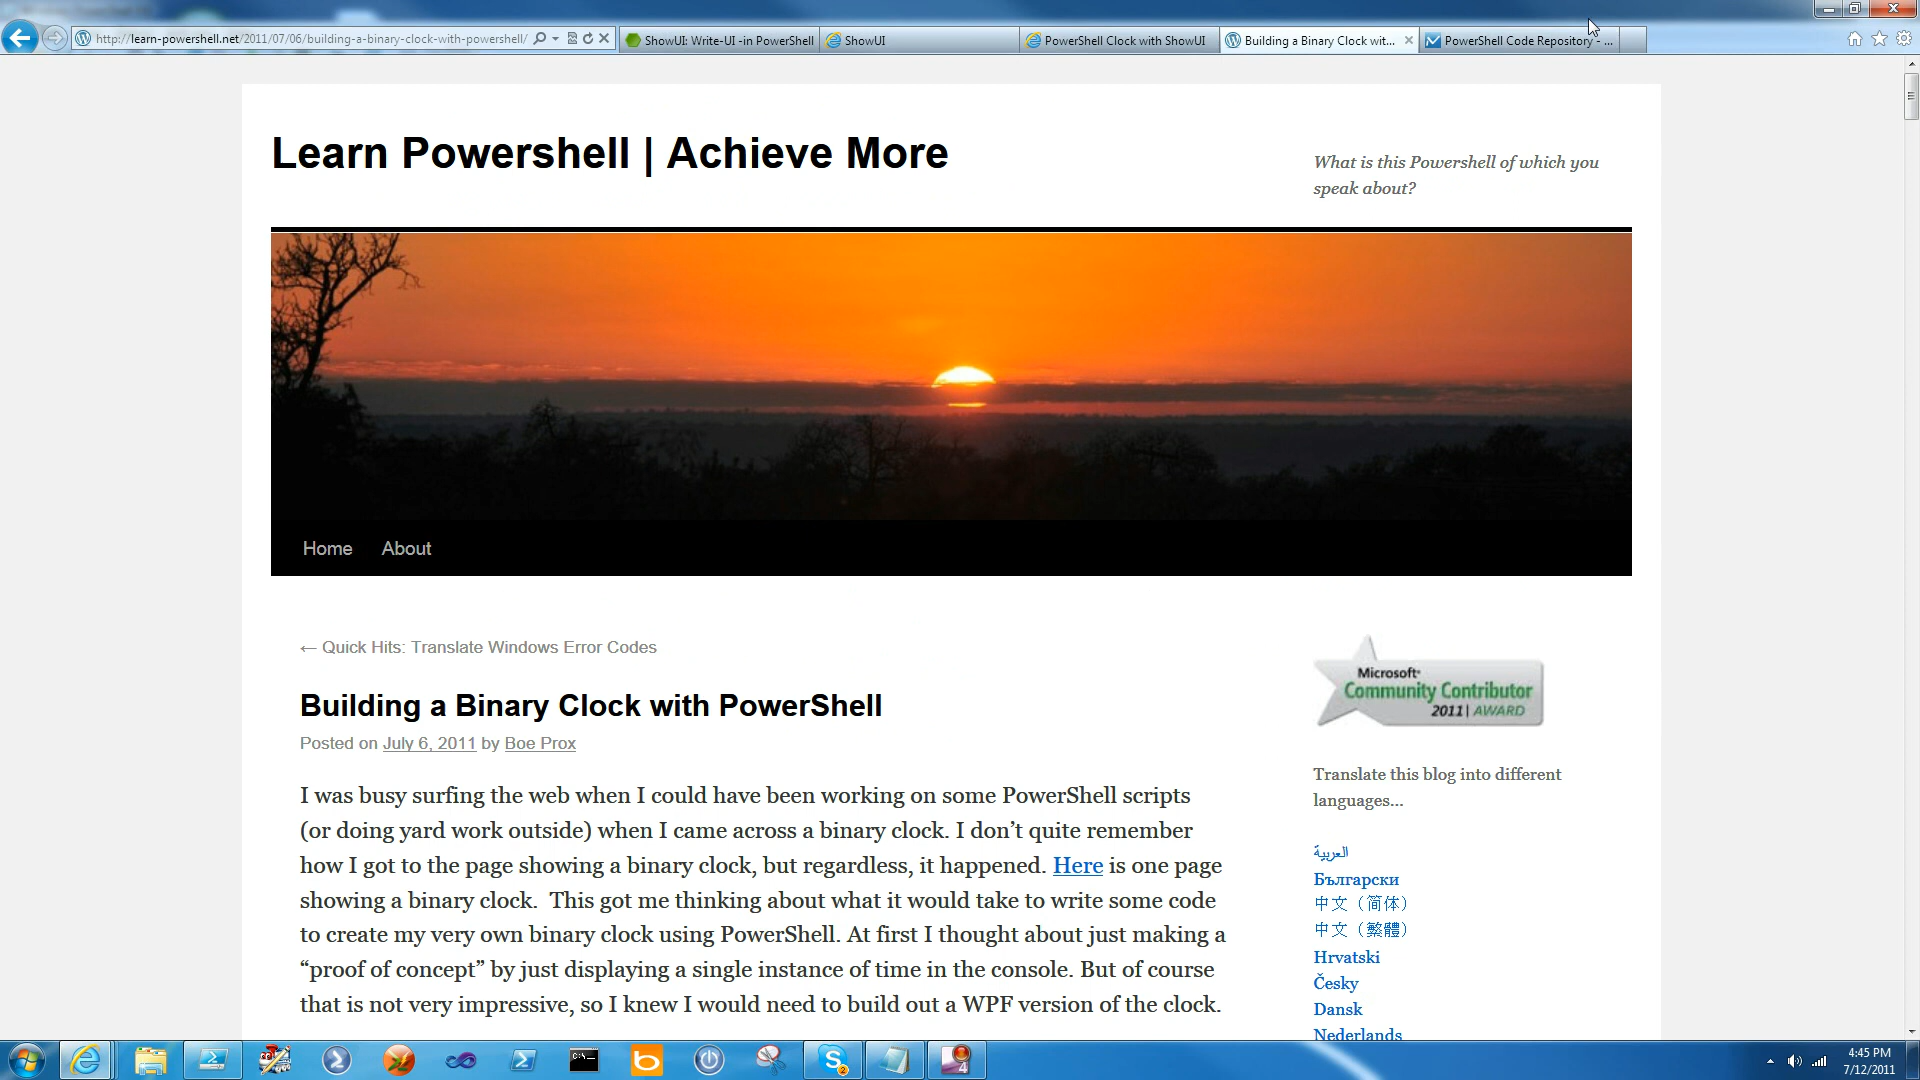 http://learn-powershell.net/2011/07/06/building-a-binary-clock-with-powershell/
ShowUI: Write-UI -in PowerShell
ShowUI
PowerShell Clock with ShowUI
Building a Binary Clock wit...
PowerShell Code Repository - ...
Learn Powershell | Achieve More
What is this Powershell of which you
speak about?
Home
About
← Quick Hits: Translate Windows Error Codes
Building a Binary Clock with PowerShell
Posted on July 6, 2011 by Boe Prox
I was busy surfing the web when I could have been working on some PowerShell scripts
(or doing yard work outside) when I came across a binary clock. I don’t quite remember
how I got to the page showing a binary clock, but regardless, it happened. Here is one page
showing a binary clock.  This got me thinking about what it would take to write some code
to create my very own binary clock using PowerShell. At first I thought about just making a
“proof of concept” by just displaying a single instance of time in the console. But of course
that is not very impressive, so I knew I would need to build out a WPF version of the clock.
Microsoft
Community Contributor
2011 | AWARD
Translate this blog into different
languages...
العربية
Български
中文（简体）
中文（繁體）
Hrvatski
Česky
Dansk
Nederlands
C:\_
b
S
2
4
4:45 PM
7/12/2011